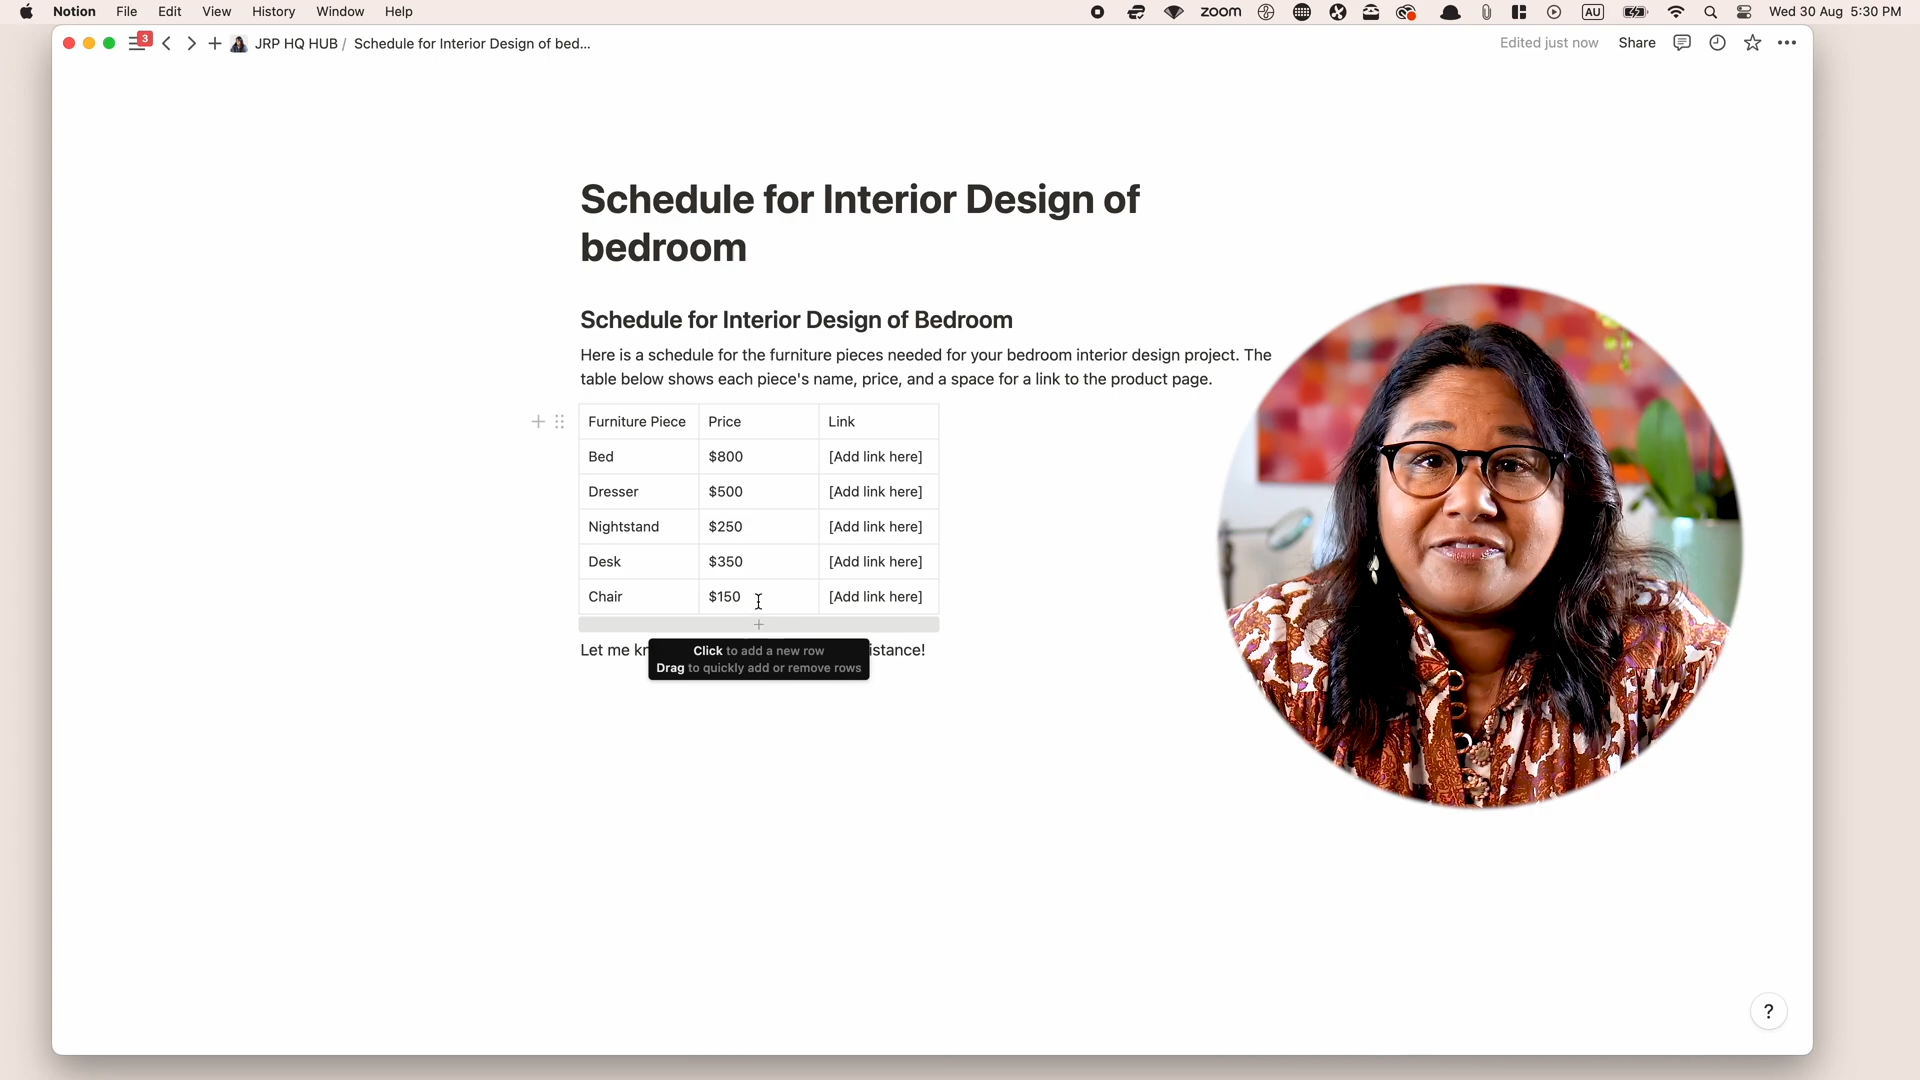 Notion File Edit View History Window Help zoom AU Wed 30 Aug 5:30 PM
3 JRP HQ HUB / Schedule for Interior Design of bed... Edited just now Share
Schedule for Interior Design of
bedroom
Schedule for Interior Design of Bedroom
Here is a schedule for the furniture pieces needed for your bedroom interior design project. The
table below shows each piece's name, price, and a space for a link to the product page.
Furniture Piece Price Link
Bed $800 [Add link here]
Dresser $500 [Add link here]
Nightstand $250 [Add link here]
Desk $350 [Add link here]
Chair $150 [Add link here]
Let me
Click to add a new row
Drag to quickly add or remove rows
?